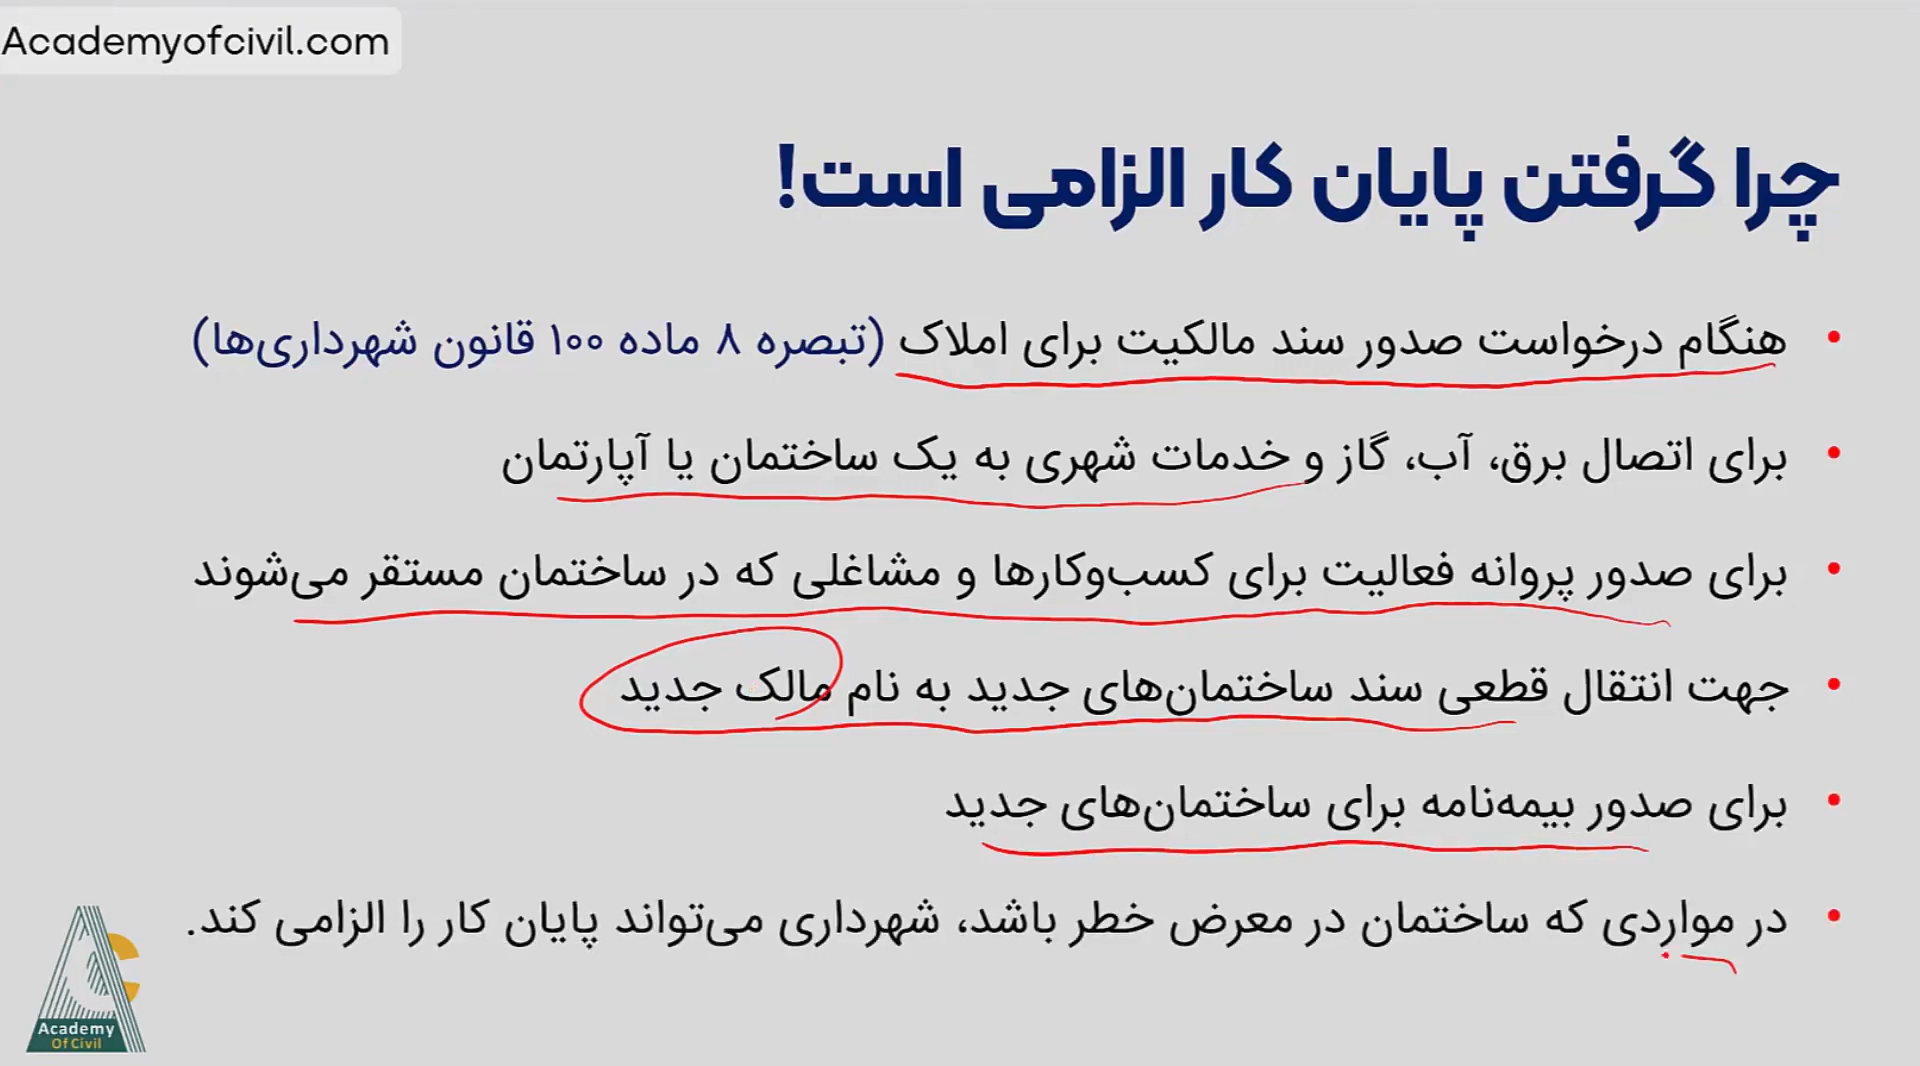 Academyofcivil.com
چرا گرفتن پایان کار الزامی است!
• هنگام درخواست صدور سند مالکیت برای املاک (تبصره ۸ ماده ۱۰۰ قانون شهرداری‌ها)
• برای اتصال برق، آب، گاز و خدمات شهری به یک ساختمان یا آپارتمان
• برای صدور پروانه فعالیت برای کسب‌وکارها و مشاغلی که در ساختمان مستقر می‌شوند
• جهت انتقال قطعی سند ساختمان‌های جدید به نام مالک جدید
• برای صدور بیمه‌نامه برای ساختمان‌های جدید
• در مواردی که ساختمان در معرض خطر باشد، شهرداری می‌تواند پایان کار را الزامی کند.
Academy
Of Civil